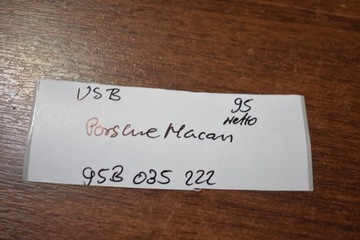 USB 95
Netto
Porsche Macan
95B 035 222